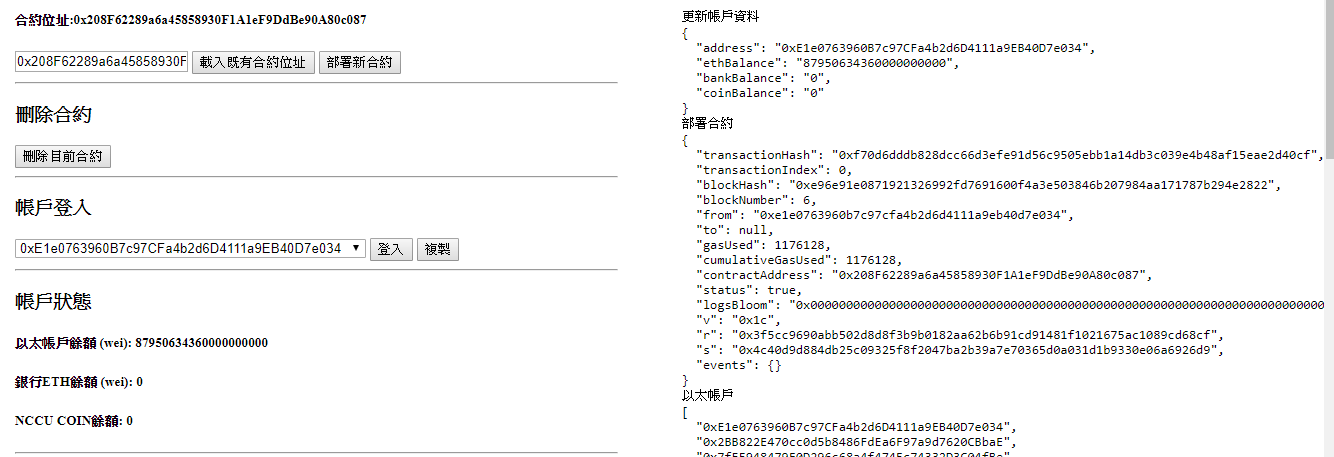 合約位址:0x208F62289a6a45858930F1A1eF9DdBe90A80c087
0x208F62289a6a45858930F 載入既有合約位址 部署新合約
刪除合約
刪除目前合約
帳戶登入
0xE1e0763960B7c97CFa4b2d6D4111a9EB40D7e034 登入 複製
帳戶狀態
以太帳戶餘額 (wei): 87950634360000000000
銀行ETH餘額 (wei): 0
NCCU COIN餘額: 0
更新帳戶資料
{
"address": "0xE1e0763960B7c97CFa4b2d6D4111a9EB40D7e034",
"ethBalance": "87950634360000000000",
"bankBalance": "0",
"coinBalance": "0"
}
部署合約
{
"transactionHash": "0xf70d6dddb828dcc66d3efe91d56c9505ebb1a14db3c039e4b48af15eae2d40cf",
"transactionIndex": 0,
"blockHash": "0xe96e91e0871921326992fd7691600f4a3e503846b207984aa171787b294e2822",
"blockNumber": 6,
"from": "0xe1e0763960b7c97cfa4b2d6d4111a9eb40d7e034",
"to": null,
"gasUsed": 1176128,
"cumulativeGasUsed": 1176128,
"contractAddress": "0x208F62289a6a45858930F1A1eF9DdBe90A80c087",
"status": true,
"logsBloom": "0x000000000000000000000000000000000000000000000000000000000000000000000000
"v": "0x1c",
"r": "0x3f5cc9690abb502d8d8f3b9b0182aa62b6b91cd91481f1021675ac1089cd68cf",
"s": "0x4c40d9d884db25c09325f8f2047ba2b39a7e70365d0a031d1b9330e06a6926d9",
"events": {}
}
以太帳戶
[
"0xE1e0763960B7c97CFa4b2d6D4111a9EB40D7e034",
"0x2BB822E470cc0d5b8486FdEa6F97a9d7620CBbaE",